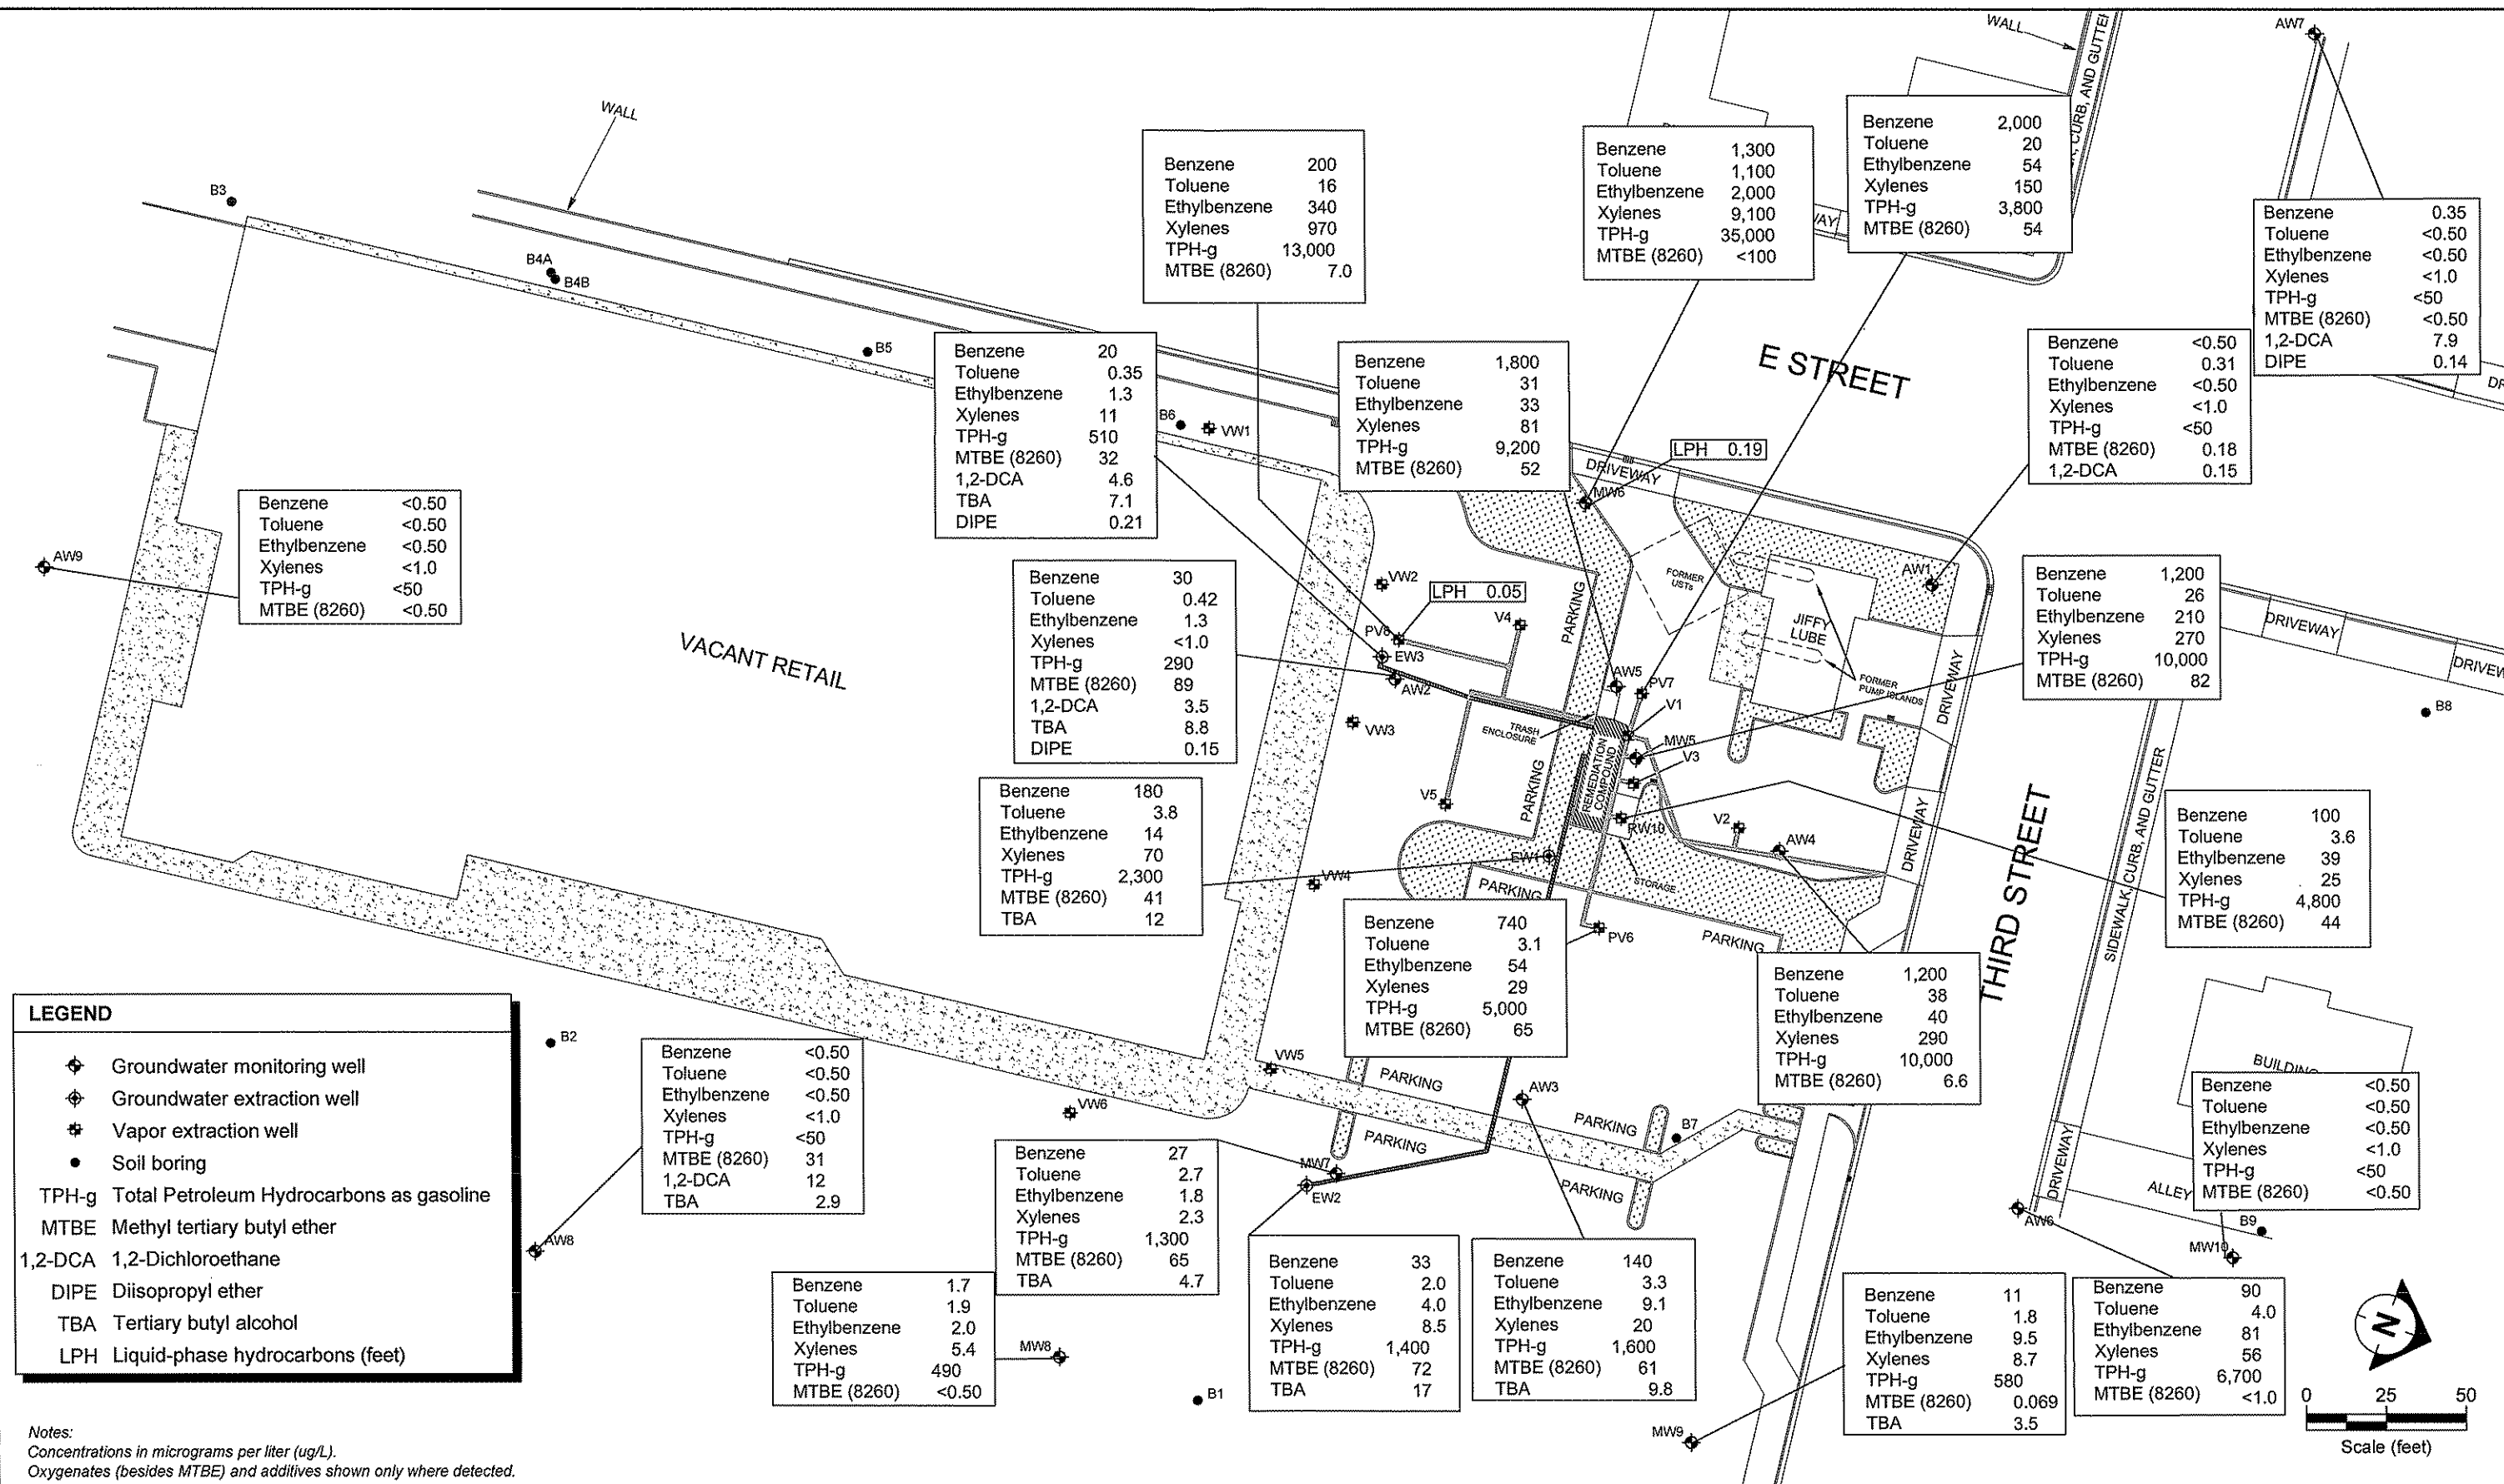 WALL
AW7
WALL
SIDEWALK, CURB, AND GUTTER
Benzene 2,000
Toluene 20
Ethylbenzene 54
Xylenes 150
TPH-g 3,800
MTBE (8260) 54
Benzene 1,300
Toluene 1,100
Ethylbenzene 2,000
Xylenes 9,100
TPH-g 35,000
MTBE (8260) <100
Benzene 200
Toluene 16
Ethylbenzene 340
Xylenes 970
TPH-g 13,000
MTBE (8260) 7.0
B3
Benzene 0.35
Toluene <0.50
Ethylbenzene <0.50
Xylenes <1.0
TPH-g <50
MTBE (8260) <0.50
1,2-DCA 7.9
DIPE 0.14
B4A
B4B
B5
B6
VW1
Benzene 20
Toluene 0.35
Ethylbenzene 1.3
Xylenes 11
TPH-g 510
MTBE (8260) 32
1,2-DCA 4.6
TBA 7.1
DIPE 0.21
Benzene 1,800
Toluene 31
Ethylbenzene 33
Xylenes 81
TPH-g 9,200
MTBE (8260) 52
E STREET
Benzene <0.50
Toluene 0.31
Ethylbenzene <0.50
Xylenes <1.0
TPH-g <50
MTBE (8260) 0.18
1,2-DCA 0.15
LPH 0.19
DRIVEWAY
MW6
Benzene <0.50
Toluene <0.50
Ethylbenzene <0.50
Xylenes <1.0
TPH-g <50
MTBE (8260) <0.50
AW9
Benzene 30
Toluene 0.42
Ethylbenzene 1.3
Xylenes <1.0
TPH-g 290
MTBE (8260) 89
1,2-DCA 3.5
TBA 8.8
DIPE 0.15
VW2
LPH 0.05
V4
PV8
EW3
AW2
VW3
PARKING
FORMER
USTs
AW1
JIFFY
LUBE
FORMER
PUMP ISLANDS
Benzene 1,200
Toluene 26
Ethylbenzene 210
Xylenes 270
TPH-g 10,000
MTBE (8260) 82
DRIVEWAY
VACANT RETAIL
AW5
PV7
V1
MW5
V3
TRASH
ENCLOSURE
REMEDIATION
COMPOUND
DRIVEWAY
B8
Benzene 180
Toluene 3.8
Ethylbenzene 14
Xylenes 70
TPH-g 2,300
MTBE (8260) 41
TBA 12
V5
PARKING
RW10
V2
AW4
EW1
VW4
STORAGE
PARKING
DRIVEWAY
THIRD STREET
SIDEWALK, CURB, AND GUTTER
Benzene 100
Toluene 3.6
Ethylbenzene 39
Xylenes 25
TPH-g 4,800
MTBE (8260) 44
Benzene 740
Toluene 3.1
Ethylbenzene 54
Xylenes 29
TPH-g 5,000
MTBE (8260) 65
PV6
PARKING
Benzene 1,200
Toluene 38
Ethylbenzene 40
Xylenes 290
TPH-g 10,000
MTBE (8260) 6.6
LEGEND
Groundwater monitoring well
Groundwater extraction well
Vapor extraction well
Soil boring
TPH-g Total Petroleum Hydrocarbons as gasoline
MTBE Methyl tertiary butyl ether
1,2-DCA 1,2-Dichloroethane
DIPE Diisopropyl ether
TBA Tertiary butyl alcohol
LPH Liquid-phase hydrocarbons (feet)
B2
Benzene <0.50
Toluene <0.50
Ethylbenzene <0.50
Xylenes <1.0
TPH-g <50
MTBE (8260) 31
1,2-DCA 12
TBA 2.9
AW8
VW5
VW6
PARKING
AW3
PARKING
PARKING
B7
PARKING
MW7
EW2
BUILDING
Benzene <0.50
Toluene <0.50
Ethylbenzene <0.50
Xylenes <1.0
TPH-g <50
MTBE (8260) <0.50
DRIVEWAY
ALLEY
AW6
B9
MW10
Benzene 27
Toluene 2.7
Ethylbenzene 1.8
Xylenes 2.3
TPH-g 1,300
MTBE (8260) 65
TBA 4.7
Benzene 1.7
Toluene 1.9
Ethylbenzene 2.0
Xylenes 5.4
TPH-g 490
MTBE (8260) <0.50
MW8
B1
Benzene 33
Toluene 2.0
Ethylbenzene 4.0
Xylenes 8.5
TPH-g 1,400
MTBE (8260) 72
TBA 17
Benzene 140
Toluene 3.3
Ethylbenzene 9.1
Xylenes 20
TPH-g 1,600
MTBE (8260) 61
TBA 9.8
Benzene 11
Toluene 1.8
Ethylbenzene 9.5
Xylenes 8.7
TPH-g 580
MTBE (8260) 0.069
TBA 3.5
MW9
Benzene 90
Toluene 4.0
Ethylbenzene 81
Xylenes 56
TPH-g 6,700
MTBE (8260) <1.0
N
0 25 50
Scale (feet)
Notes:
Concentrations in micrograms per liter (ug/L).
Oxygenates (besides MTBE) and additives shown only where detected.